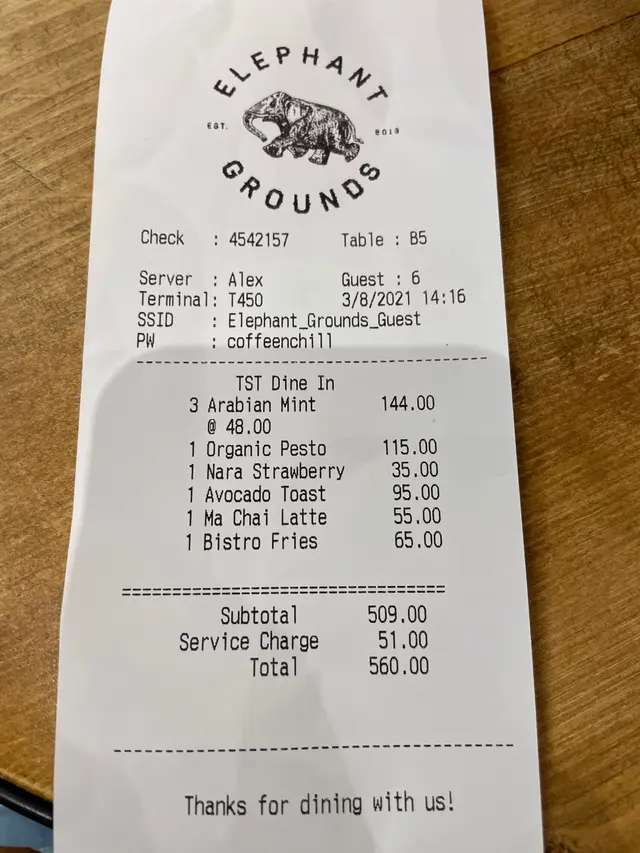 ELEPHANT
EST. 2013
GROUNDS
Check : 4542157 Table : B5
Server : Alex Guest : 6
Terminal: T450 3/8/2021 14:16
SSID : Elephant_Grounds_Guest
PW : coffeenchill
TST Dine In
3 Arabian Mint 144.00
@ 48.00
1 Organic Pesto 115.00
1 Nara Strawberry 35.00
1 Avocado Toast 95.00
1 Ma Chai Latte 55.00
1 Bistro Fries 65.00
Subtotal 509.00
Service Charge 51.00
Total 560.00
Thanks for dining with us!